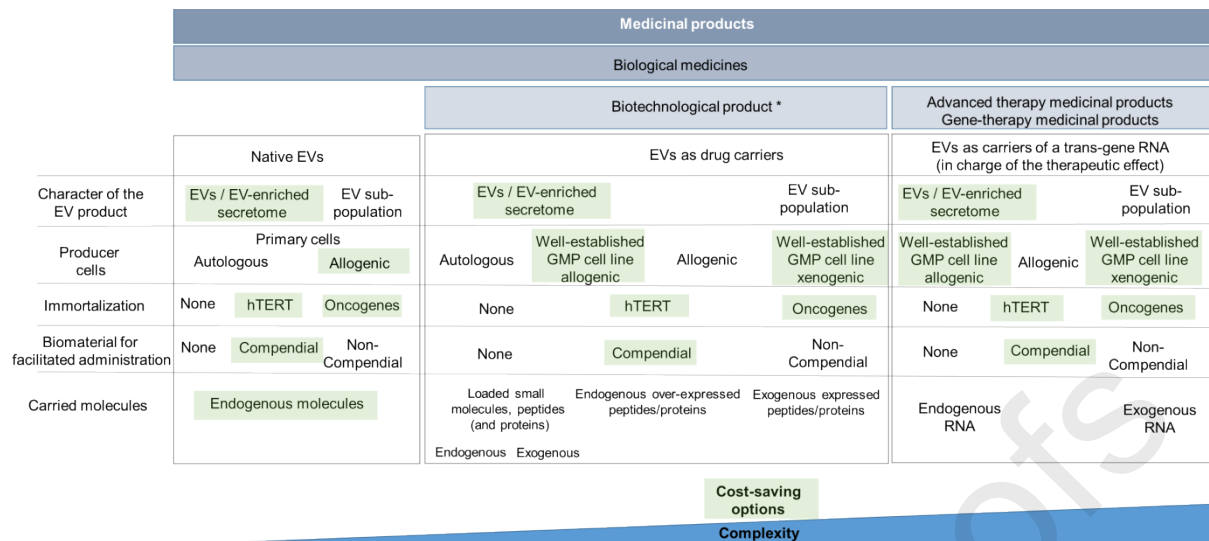 Medicinal products
Biological medicines
Biotechnological product *
Advanced therapy medicinal products
Gene-therapy medicinal products
Native EVs
EVs as drug carriers
EVs as carriers of a trans-gene RNA
(in charge of the therapeutic effect)
Character of the
EV product
EVs / EV-enriched
secretome
EV sub-
population
EVs / EV-enriched
secretome
EV sub-
population
EVs / EV-enriched
secretome
EV sub-
population
Producer
cells
Primary cells
Autologous
Allogenic
Autologous
Well-established
GMP cell line
allogenic
Allogenic
Well-established
GMP cell line
xenogenic
Well-established
GMP cell line
allogenic
Allogenic
Well-established
GMP cell line
xenogenic
Immortalization
None
hTERT
Oncogenes
None
hTERT
Oncogenes
None
hTERT
Oncogenes
Biomaterial for
facilitated administration
None
Compendial
Non-
Compendial
None
Compendial
Non-
Compendial
None
Compendial
Non-
Compendial
Carried molecules
Endogenous molecules
Loaded small
molecules, peptides
(and proteins)
Endogenous Exogenous
Endogenous over-expressed
peptides/proteins
Exogenous expressed
peptides/proteins
Endogenous
RNA
Exogenous
RNA
Cost-saving
options
Complexity
ofs